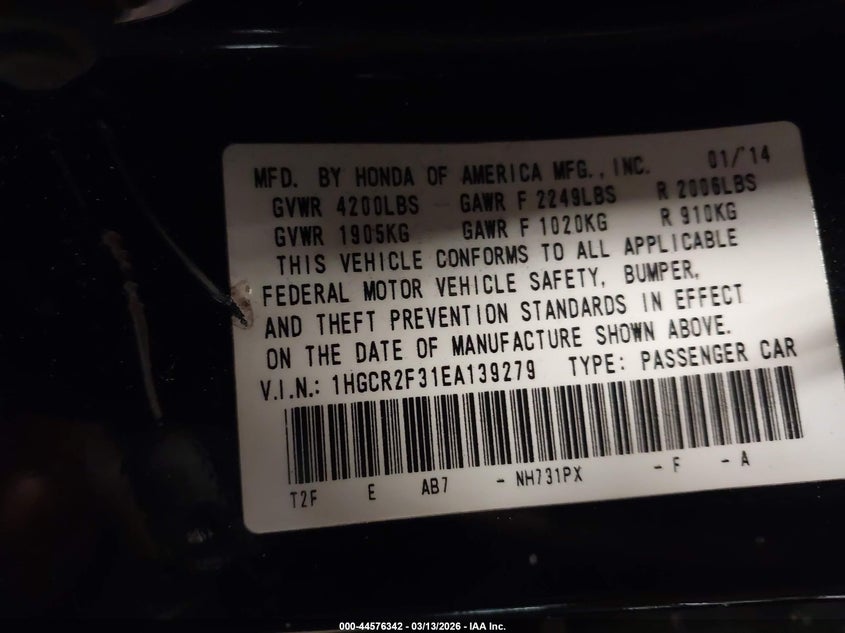 MFD. BY HONDA OF AMERICA MFG., INC. 01/'14
GVWR 4200LBS GAWR F 2249LBS R 2006LBS
GVWR 1905KG GAWR F 1020KG R 910KG
THIS VEHICLE CONFORMS TO ALL APPLICABLE
FEDERAL MOTOR VEHICLE SAFETY, BUMPER,
AND THEFT PREVENTION STANDARDS IN EFFECT
ON THE DATE OF MANUFACTURE SHOWN ABOVE.
V.I.N.: 1HGCR2F31EA139279 TYPE: PASSENGER CAR
T2F E AB7 - NH731PX - F - A
000-44576342 - 03/13/2026 - IAA Inc.